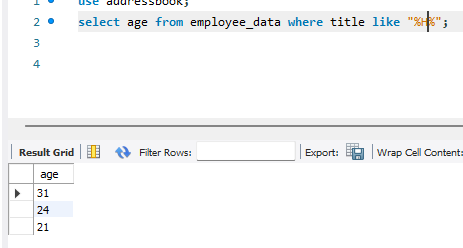 1 use addressbook;
2 select age from employee_data where title like "%H%";
3
4
Result Grid Filter Rows: Export: Wrap Cell Content:
age
31
24
21